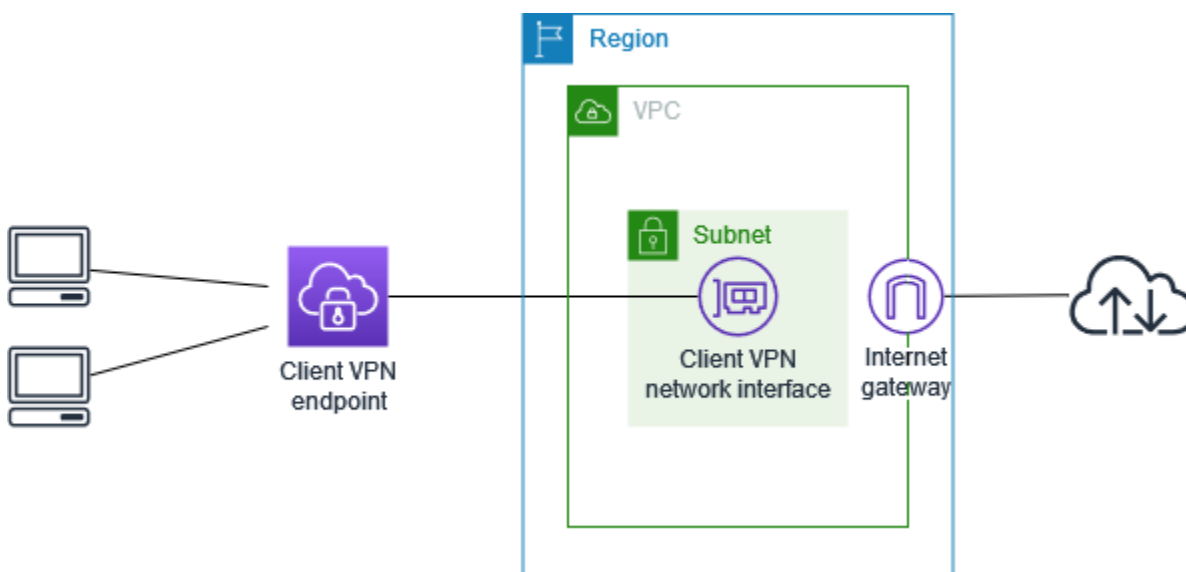 Region
VPC
Subnet
Client VPN
endpoint
Client VPN
network interface
Internet
gateway